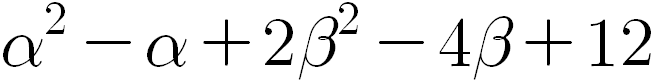 α² − α + 2β² − 4β + 12